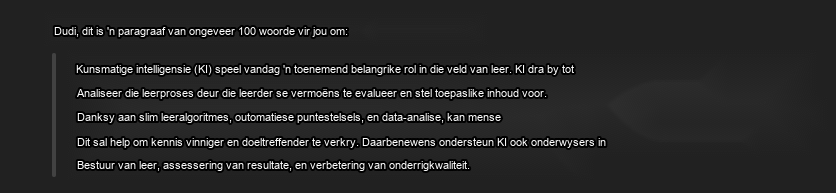 Dudi, dit is 'n paragraaf van ongeveer 100 woorde vir jou om:
Kunsmatige intelligensie (KI) speel vandag 'n toenemend belangrike rol in die veld van leer. KI dra by tot
Analiseer die leerproses deur die leerder se vermoëns te evalueer en stel toepaslike inhoud voor.
Danksy aan slim leeralgoritmes, outomatiese puntestelsels, en data-analise, kan mense
Dit sal help om kennis vinniger en doeltreffender te verkry. Daarbenewens ondersteun KI ook onderwysers in
Bestuur van leer, assessering van resultate, en verbetering van onderrigkwaliteit.